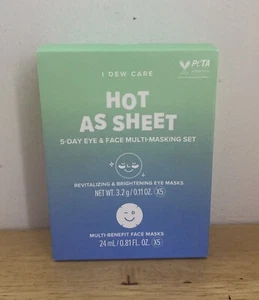 I DEW CARE
PeTA
HOT
AS SHEET
5-DAY EYE & FACE MULTI-MASKING SET
REVITALIZING & BRIGHTENING EYE MASKS
NET WT. 3.2 g / 0.11 OZ. X5
MULTI-BENEFIT FACE MASKS
24 mL / 0.81 FL. OZ. X5